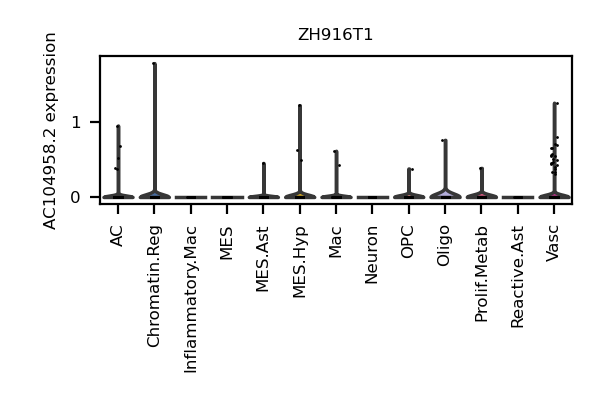 ZH916T1
AC104958.2 expression
1
0
AC
Chromatin.Reg
Inflammatory.Mac
MES
MES.Ast
MES.Hyp
Mac
Neuron
OPC
Oligo
Prolif.Metab
Reactive.Ast
Vasc